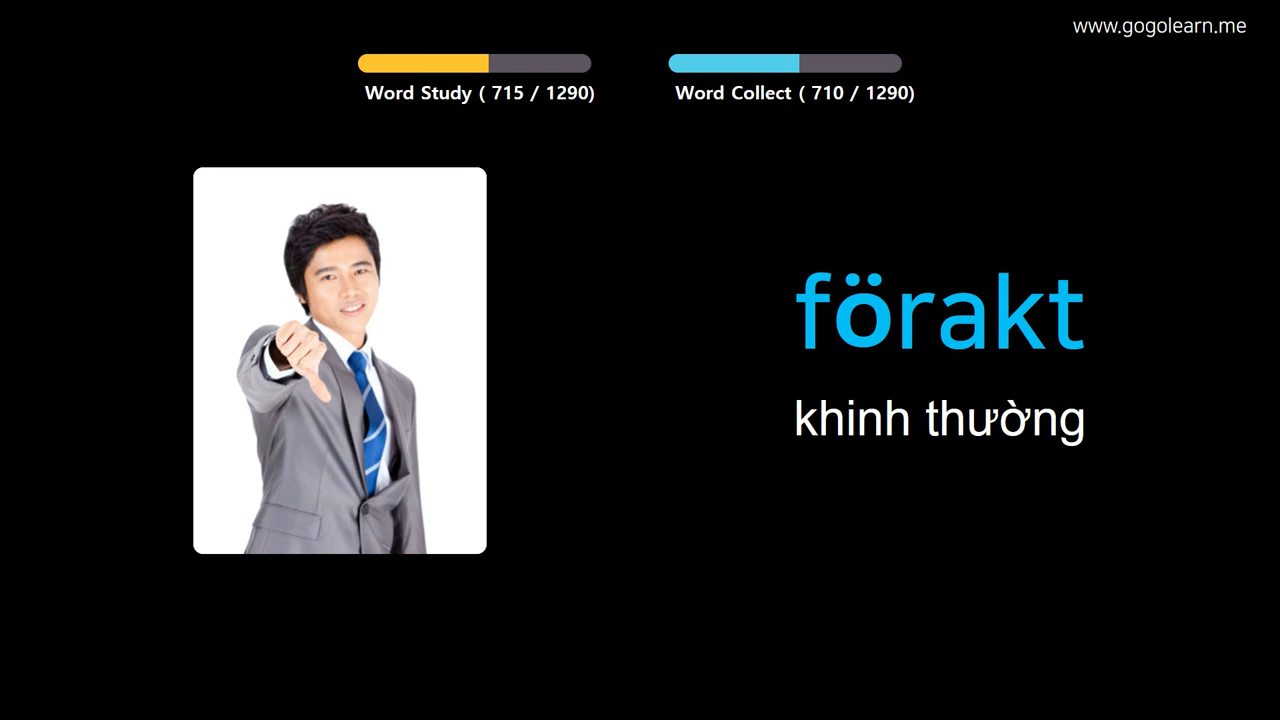 www.gogolearn.me
Word Study ( 715 / 1290)
Word Collect ( 710 / 1290)
förakt
khinh thường